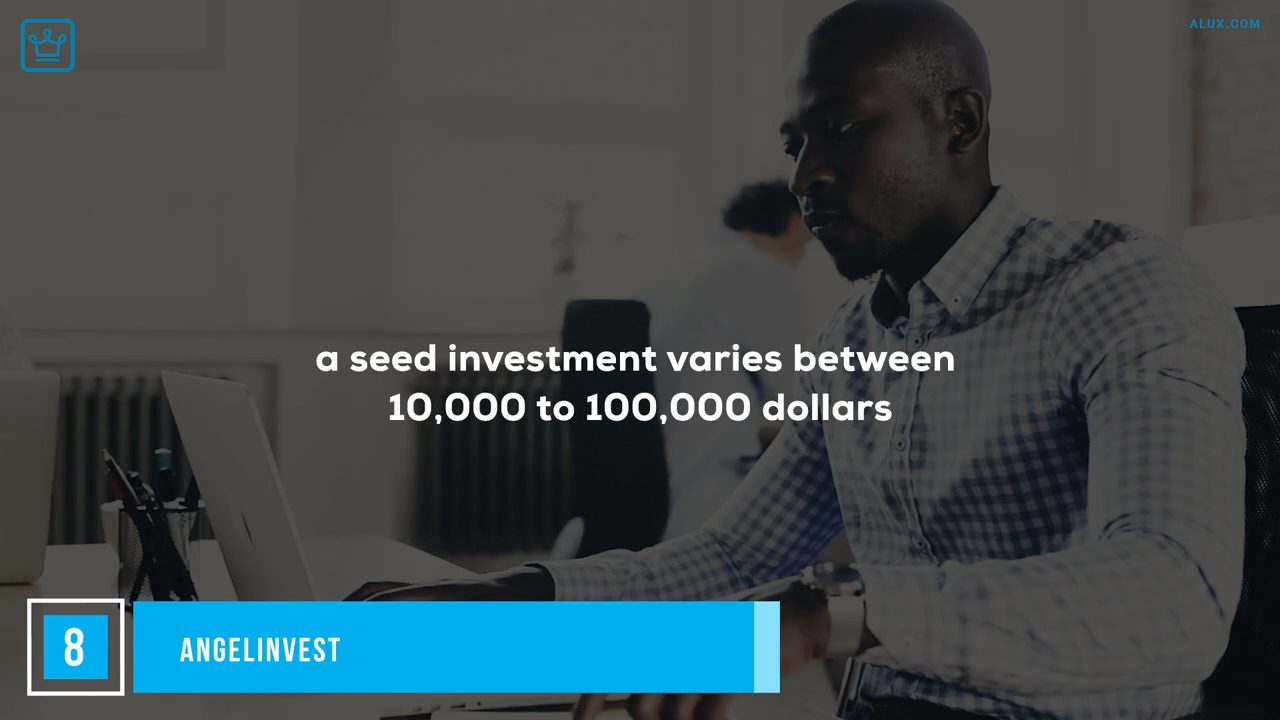 ALUX.COM
a seed investment varies between
10,000 to 100,000 dollars
8
ANGELINVEST